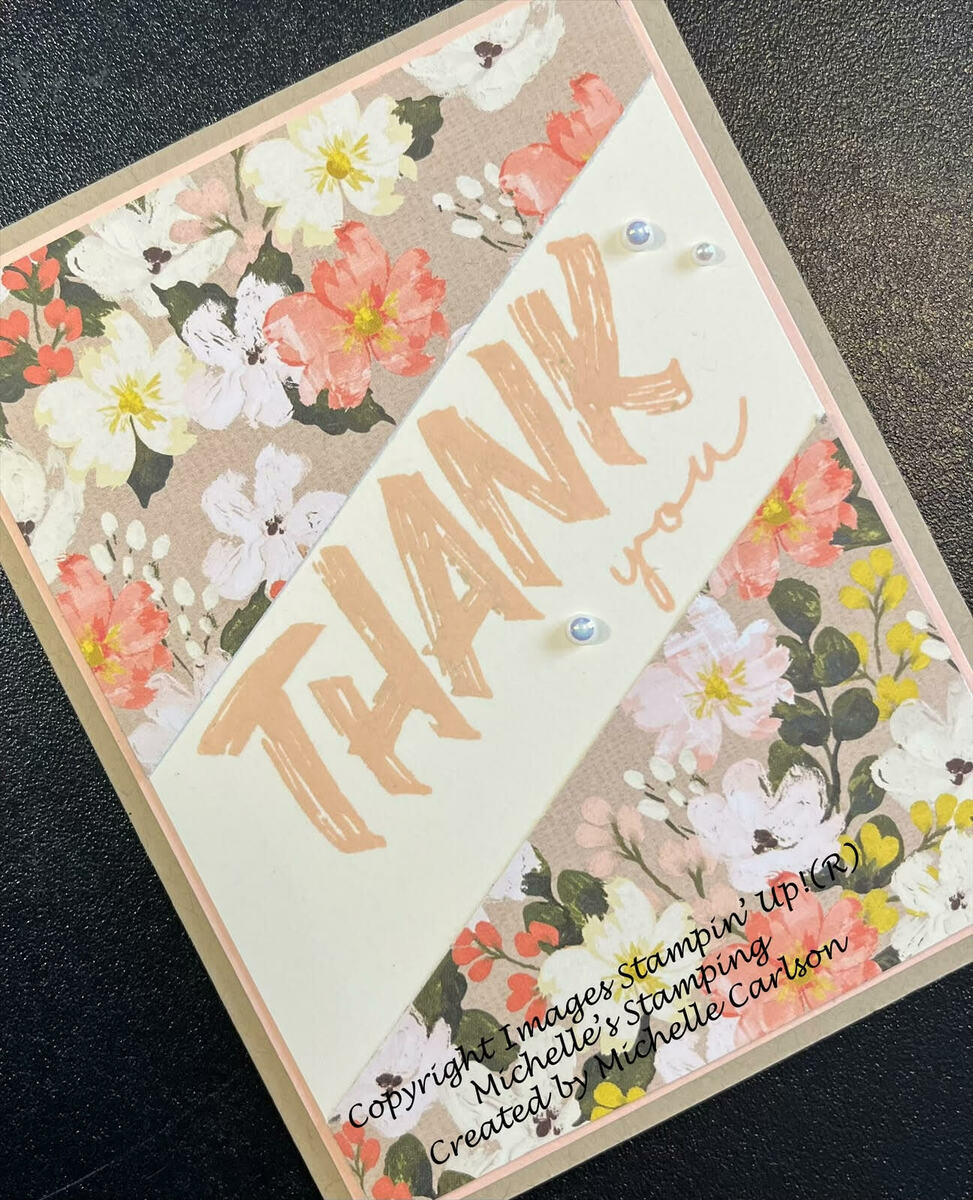 THANK
you
Copyright Images Stampin' Up!(R)
Michelle's Stamping
Created by Michelle Carlson